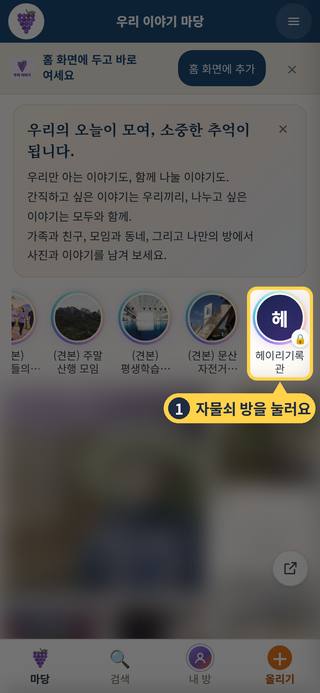 우리 이야기 마당
홈 화면에 두고 바로
여세요
홈 화면에 추가
우리의 오늘이 모여, 소중한 추억이
됩니다.
우리만 아는 이야기도, 함께 나눌 이야기도.
간직하고 싶은 이야기는 우리끼리, 나누고 싶은
이야기는 모두와 함께.
가족과 친구, 모임과 동네, 그리고 나만의 방에서
사진과 이야기를 남겨 보세요.
헤
본)
들의…
(견본) 주말
산행 모임
(견본)
평생학습…
(견본) 문산
자전거…
헤이리기록
관
1 자물쇠 방을 눌러요
마당
검색
내 방
올리기